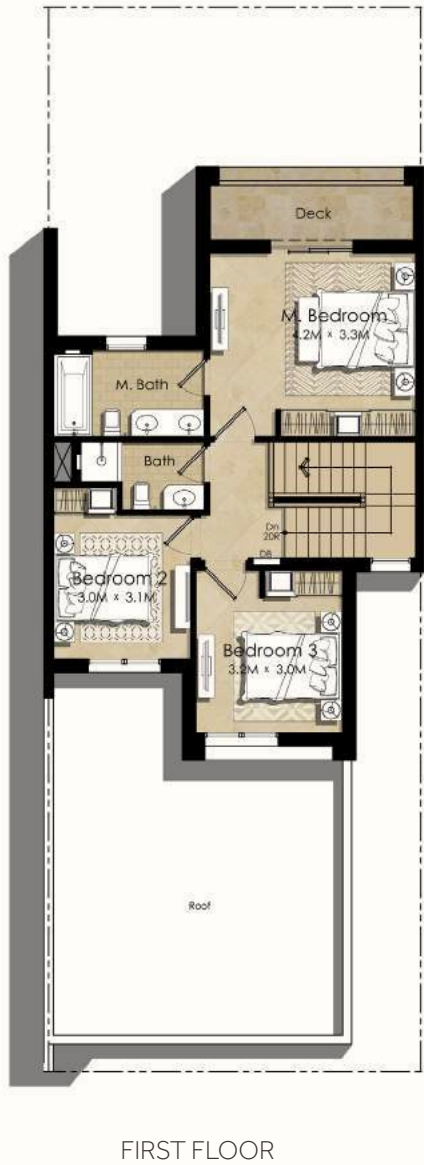 Deck
M. Bedroom
4.2M × 3.3M
M. Bath
Bath
Dn
20R
DB
Bedroom 2
3.0M × 3.1M
Bedroom 3
3.2M × 3.0M
Roof
FIRST FLOOR